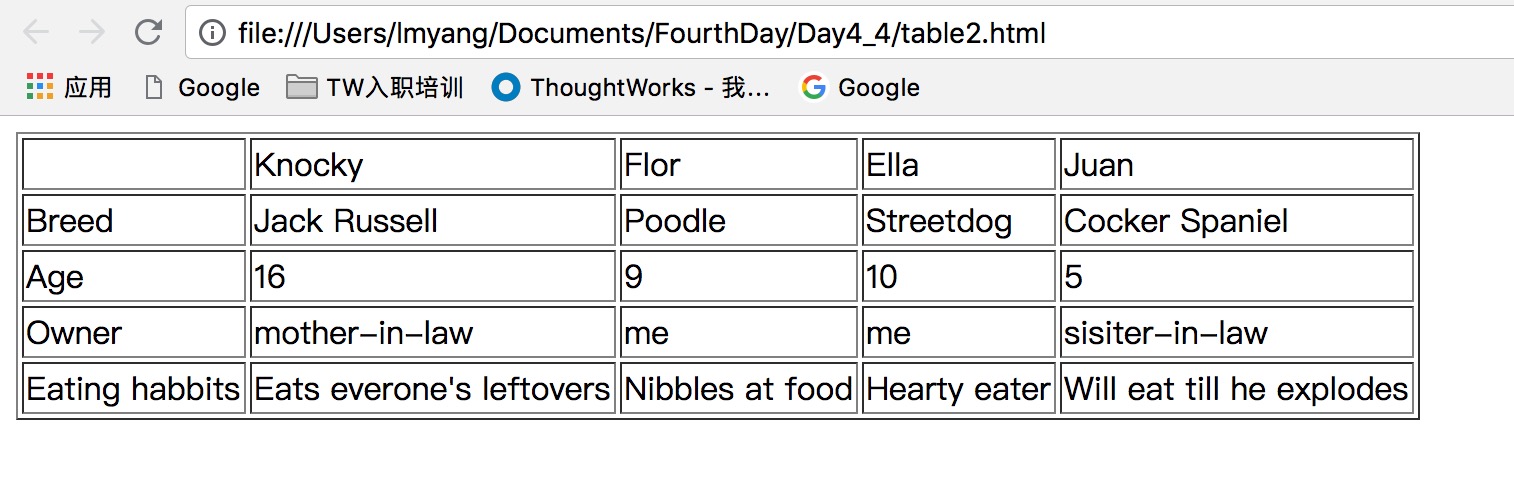 file:///Users/lmyang/Documents/FourthDay/Day4_4/table2.html
应用 Google TW入职培训 ThoughtWorks - 我... Google
Knocky Flor Ella Juan
Breed Jack Russell Poodle Streetdog Cocker Spaniel
Age 16 9 10 5
Owner mother-in-law me me sisiter-in-law
Eating habbits Eats everone's leftovers Nibbles at food Hearty eater Will eat till he explodes